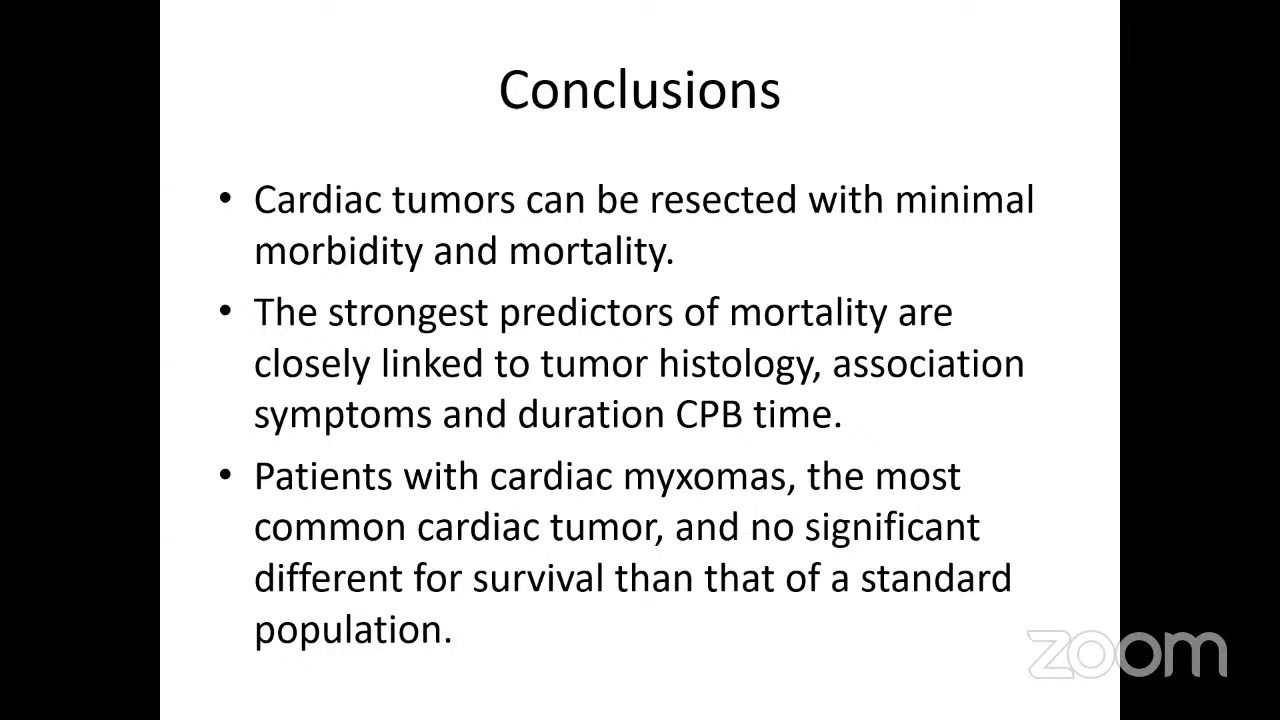 Conclusions
• Cardiac tumors can be resected with minimal
morbidity and mortality.
• The strongest predictors of mortality are
closely linked to tumor histology, association
symptoms and duration CPB time.
• Patients with cardiac myxomas, the most
common cardiac tumor, and no significant
different for survival than that of a standard
population.
zoom